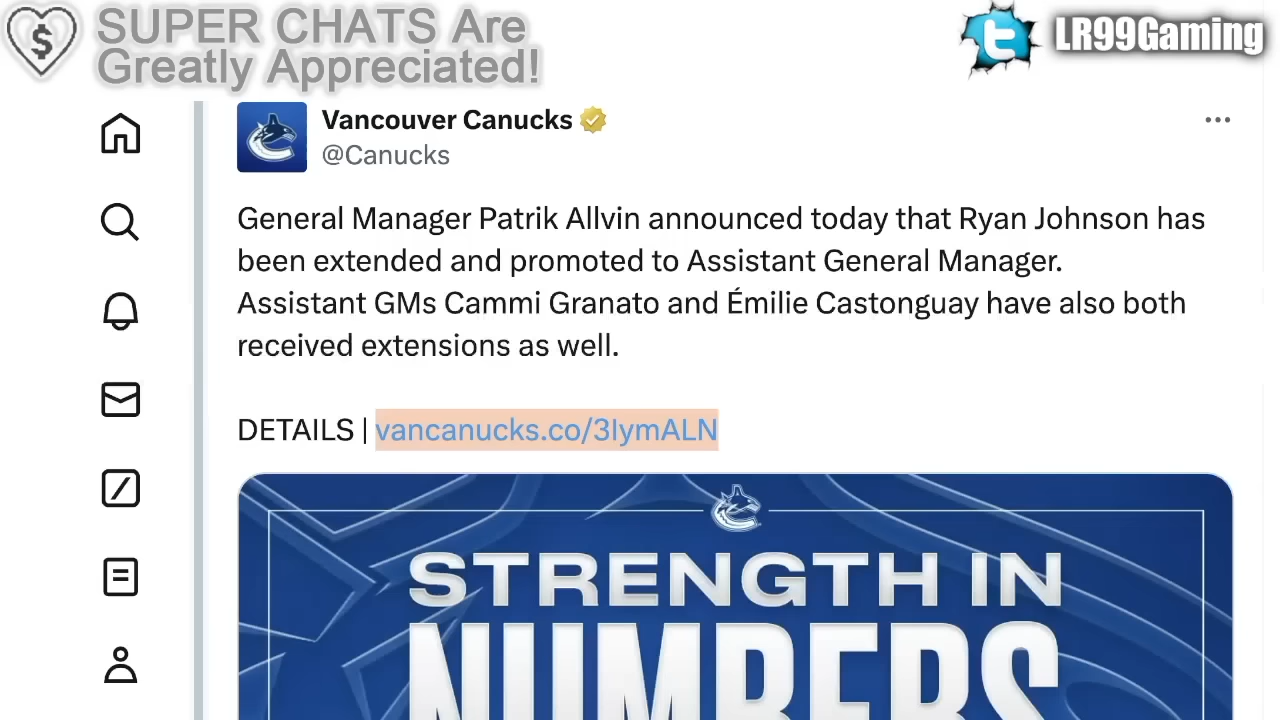 SUPER CHATS Are
Greatly Appreciated!
LR99Gaming
Vancouver Canucks
@Canucks
General Manager Patrik Allvin announced today that Ryan Johnson has
been extended and promoted to Assistant General Manager.
Assistant GMs Cammi Granato and Émilie Castonguay have also both
received extensions as well.
DETAILS | vancanucks.co/3IymALN
STRENGTH IN
NUMBERS